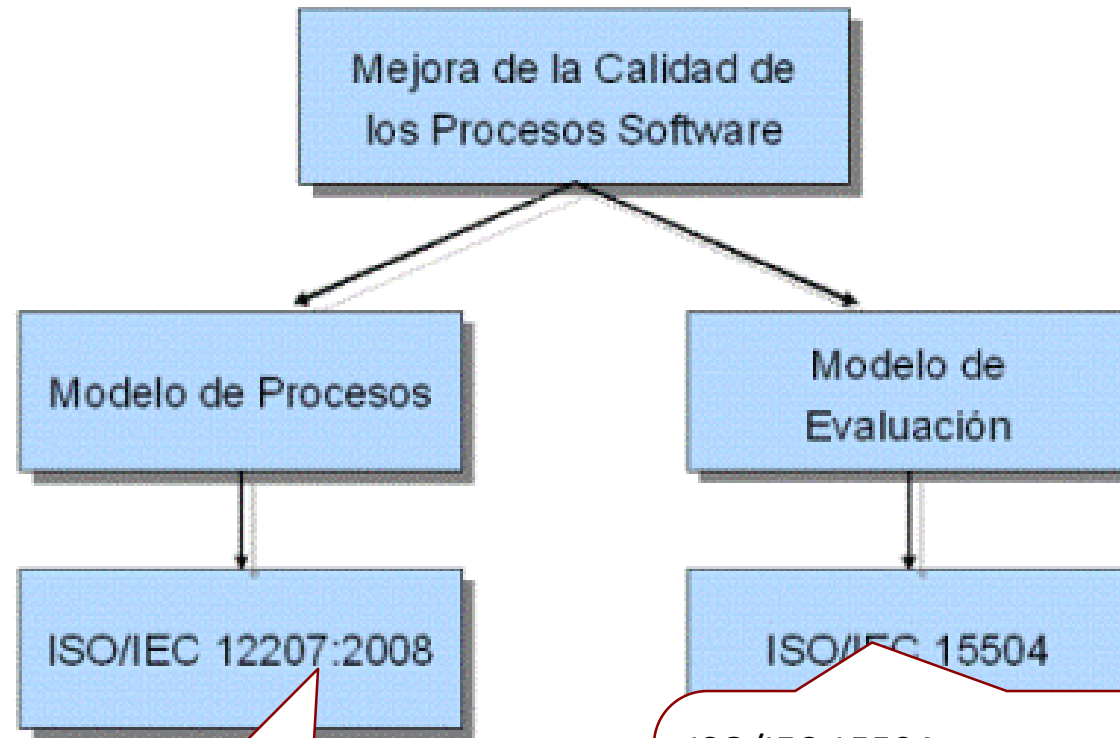 Mejora de la Calidad de
los Procesos Software
Modelo de Procesos
Modelo de
Evaluación
ISO/IEC 12207:2008
ISO/IEC 15504